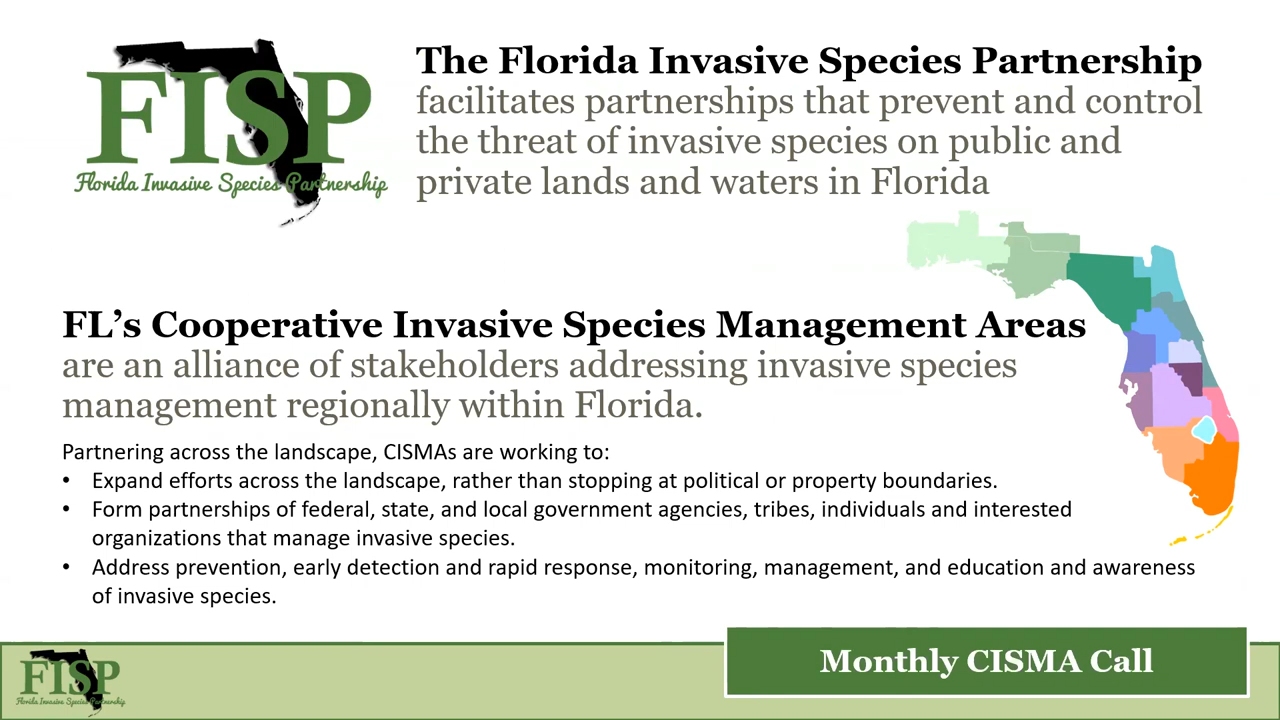 FISP
Florida Invasive Species Partnership
The Florida Invasive Species Partnership
facilitates partnerships that prevent and control
the threat of invasive species on public and
private lands and waters in Florida
FL’s Cooperative Invasive Species Management Areas
are an alliance of stakeholders addressing invasive species
management regionally within Florida.
Partnering across the landscape, CISMAs are working to:
• Expand efforts across the landscape, rather than stopping at political or property boundaries.
• Form partnerships of federal, state, and local government agencies, tribes, individuals and interested
organizations that manage invasive species.
• Address prevention, early detection and rapid response, monitoring, management, and education and awareness
of invasive species.
FISP
Florida Invasive Species Partnership
Monthly CISMA Call